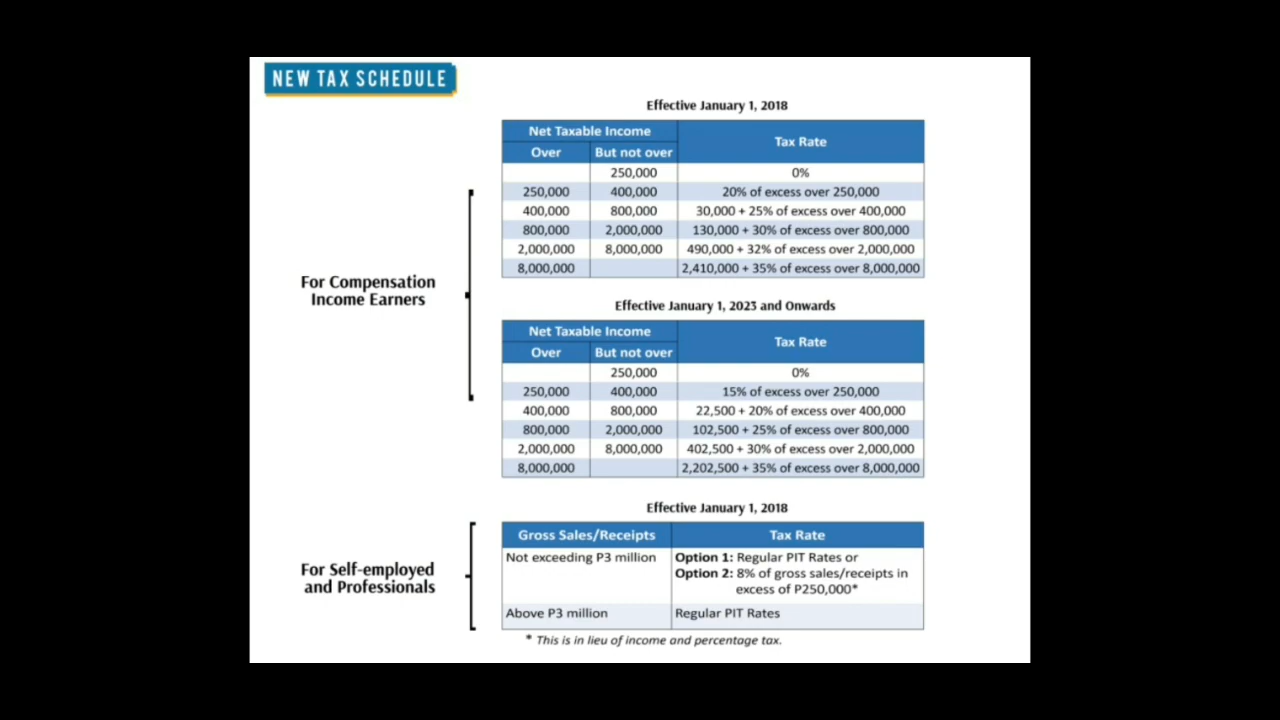 NEW TAX SCHEDULE
For Compensation
Income Earners
Effective January 1, 2018
Net Taxable Income Tax Rate
Over But not over
250,000 0%
250,000 400,000 20% of excess over 250,000
400,000 800,000 30,000 + 25% of excess over 400,000
800,000 2,000,000 130,000 + 30% of excess over 800,000
2,000,000 8,000,000 490,000 + 32% of excess over 2,000,000
8,000,000 2,410,000 + 35% of excess over 8,000,000
Effective January 1, 2023 and Onwards
Net Taxable Income Tax Rate
Over But not over
250,000 0%
250,000 400,000 15% of excess over 250,000
400,000 800,000 22,500 + 20% of excess over 400,000
800,000 2,000,000 102,500 + 25% of excess over 800,000
2,000,000 8,000,000 402,500 + 30% of excess over 2,000,000
8,000,000 2,202,500 + 35% of excess over 8,000,000
For Self-employed
and Professionals
Effective January 1, 2018
Gross Sales/Receipts Tax Rate
Not exceeding P3 million Option 1: Regular PIT Rates or
Option 2: 8% of gross sales/receipts in
excess of P250,000*
Above P3 million Regular PIT Rates
* This is in lieu of income and percentage tax.